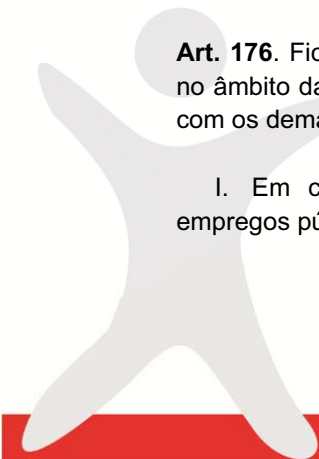 Art. 176. Fic
no âmbito da
com os dema
I. Em c
empregos pú